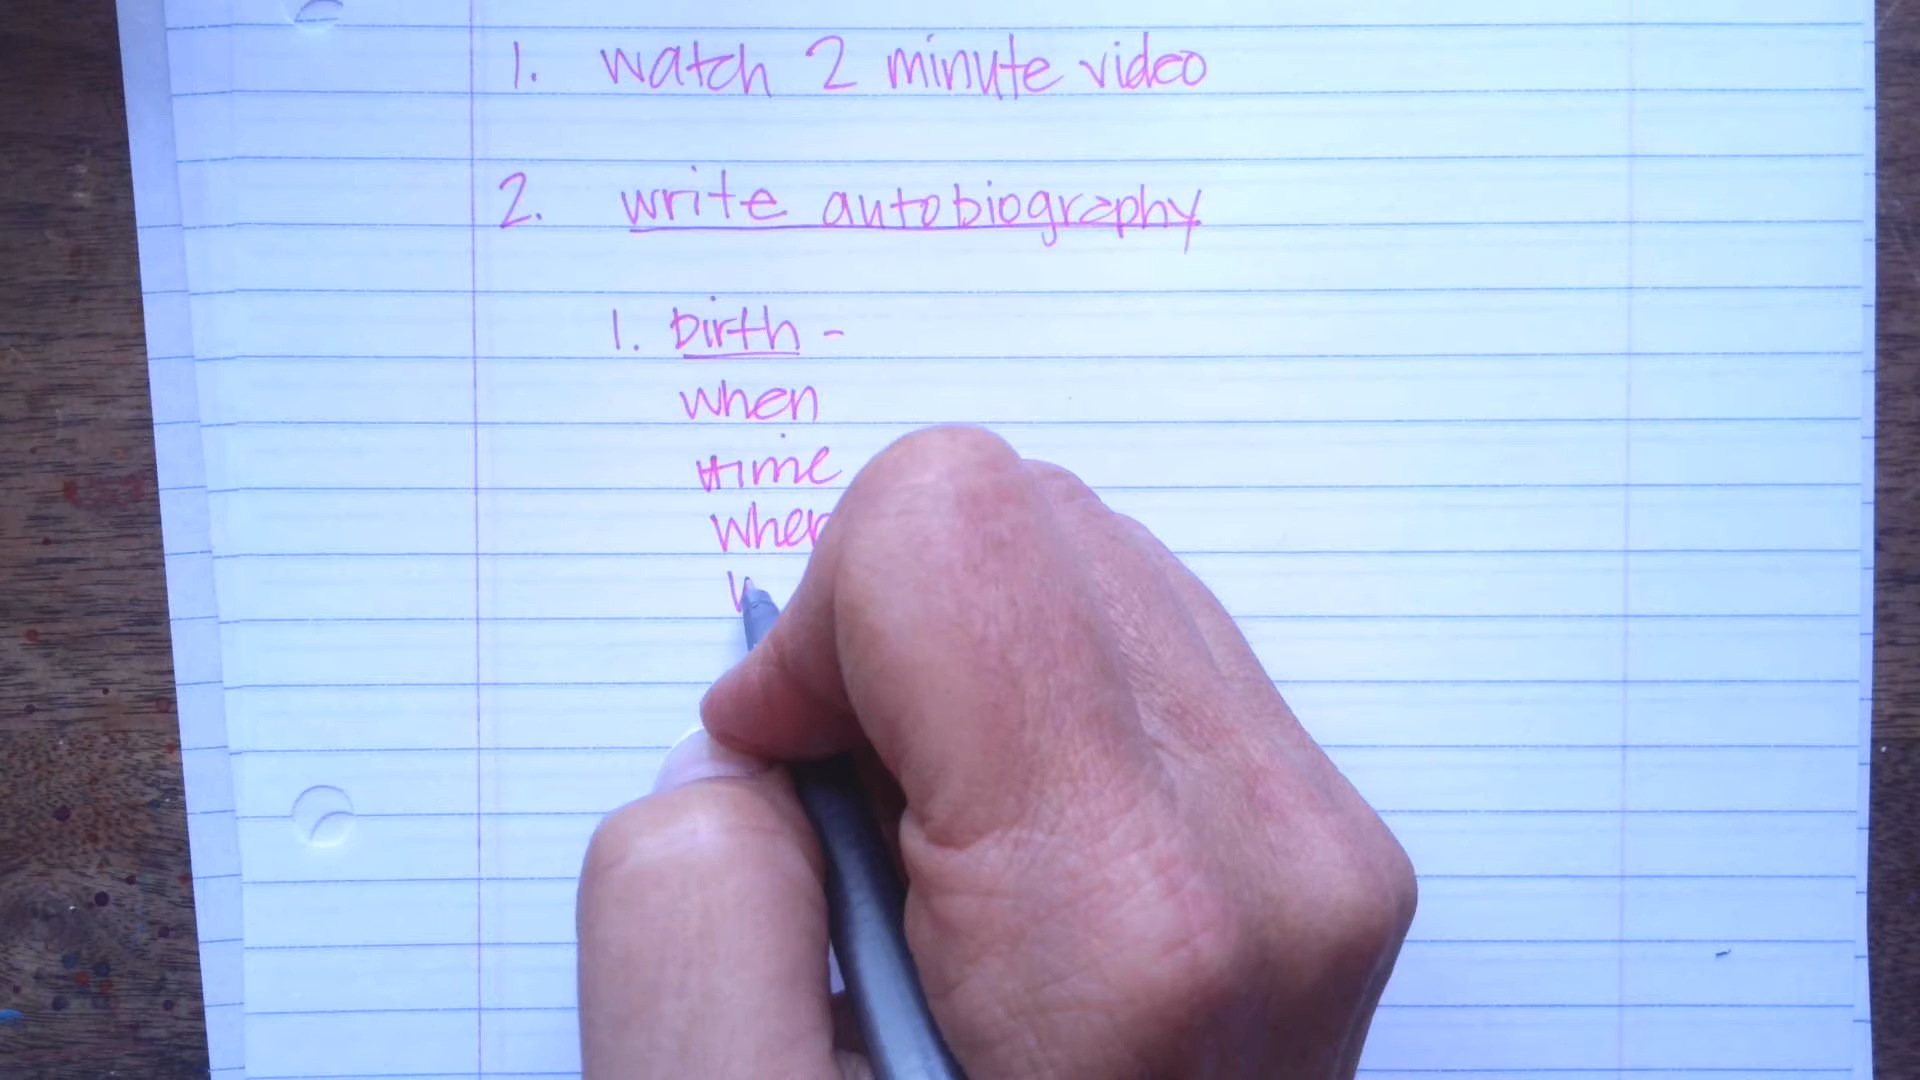 1. watch 2 minute video
2. write autobiography
1. birth -
when
time